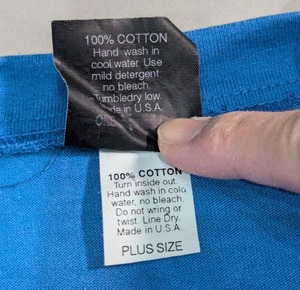 100% COTTON
Hand wash in
cool water. Use
mild detergent
no bleach.
Tumbledry low
in U.S.A.
100% COTTON
Turn inside out.
Hand wash in cold
water, no bleach.
Do not wring or
twist. Line Dry.
Made in U.S.A.
PLUS SIZE